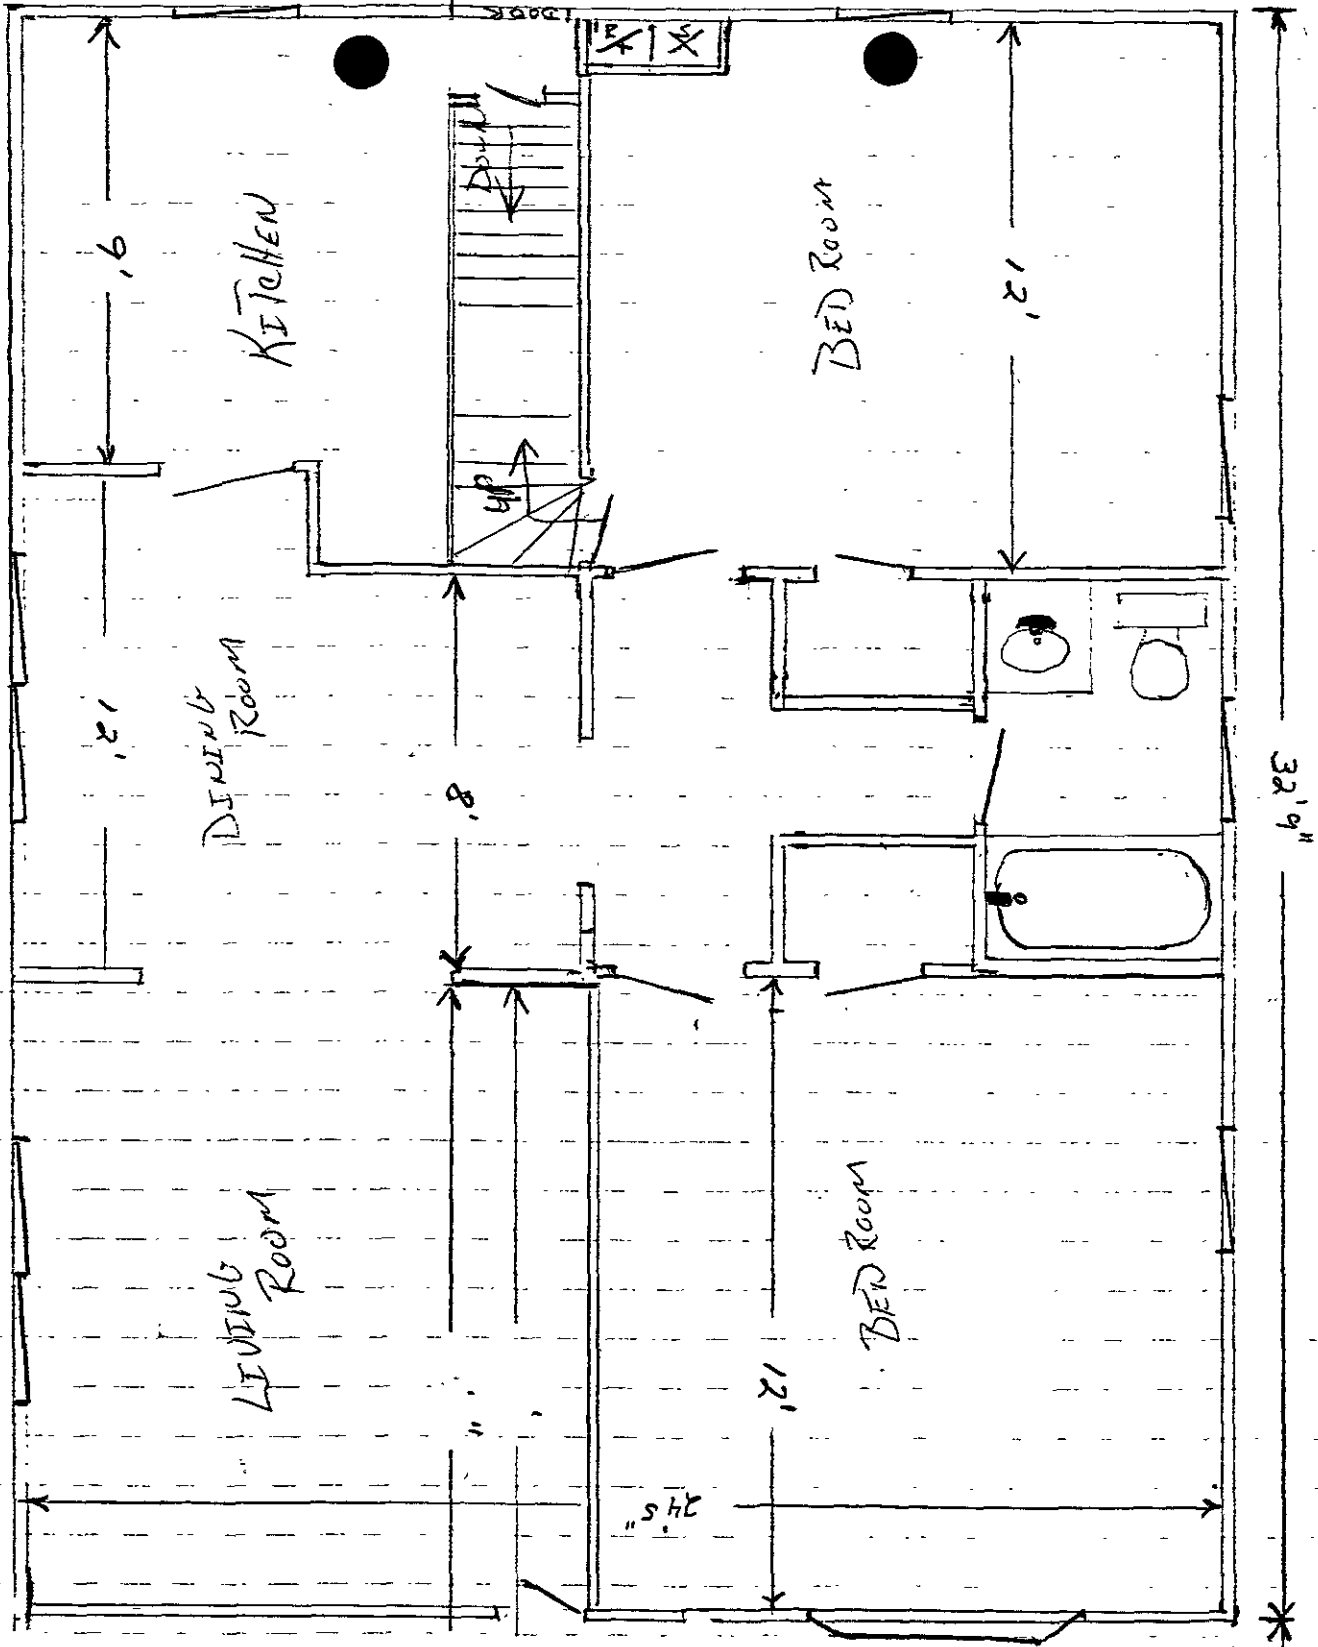 DOOR
KITCHEN
9'
DOWN
UP
BED ROOM
12'
DINING
ROOM
12'
8'
32'9"
LIVING
ROOM
BED ROOM
12'
24'5"